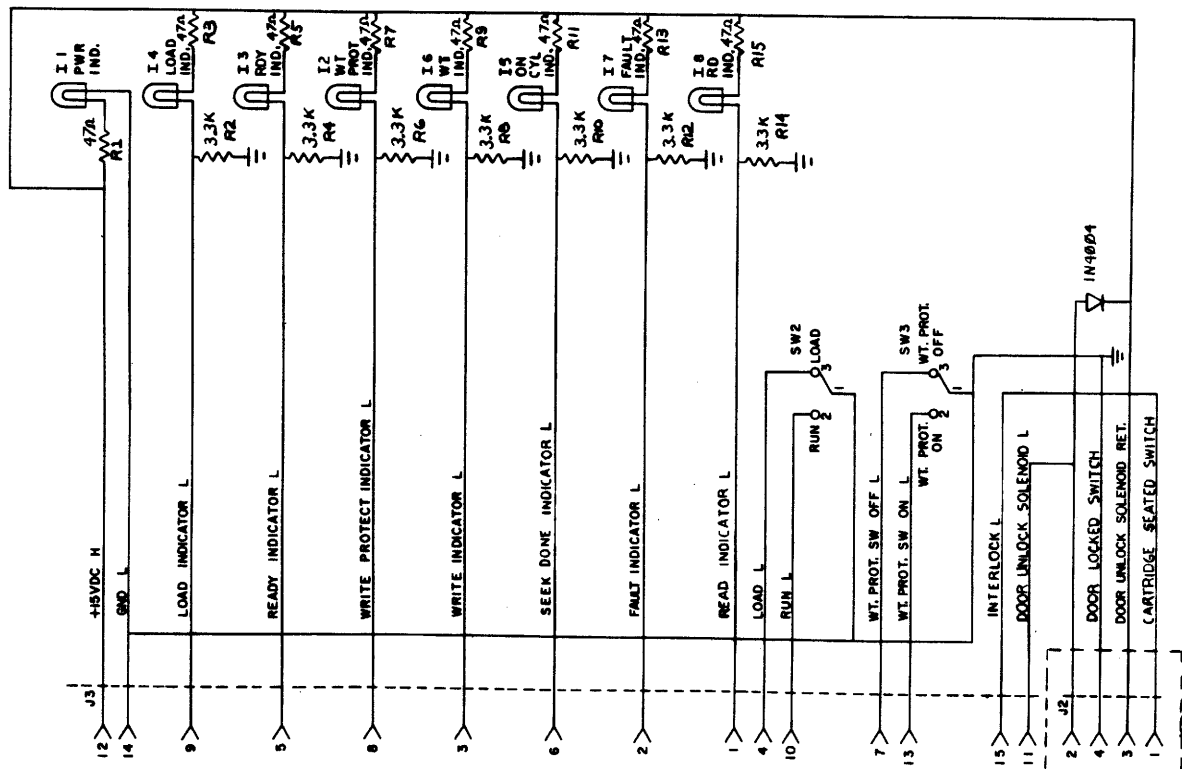 I 1
PWR
IND.
47Ω
R1
I 4
LOAD
IND.
47Ω
R3
3.3K
R2
I 3
RDY
IND.
47Ω
R5
3.3K
R4
I2
WT
PROT
IND.
47Ω
R7
3.3K
R6
I6
WT
IND.
47Ω
R9
3.3K
R8
I5
ON
CYL
IND.
47Ω
R11
3.3K
R10
I 7
FAULT
IND.
47Ω
R13
3.3K
R12
I 8
RD
IND.
47Ω
R15
3.3K
R14
SW2
LOAD
3
1
2
RUN
SW3
WT. PROT.
OFF
3
1
2
WT. PROT.
ON
1N4004
J3
12
+15VDC H
14
GND L
9
LOAD INDICATOR L
5
READY INDICATOR L
8
WRITE PROTECT INDICATOR L
3
WRITE INDICATOR L
6
SEEK DONE INDICATOR L
2
FAULT INDICATOR L
1
READ INDICATOR L
4
LOAD L
10
RUN L
7
WT. PROT. SW OFF L
13
WT. PROT. SW ON L
15
INTERLOCK L
11
DOOR UNLOCK SOLENOID L
J2
2
4
DOOR LOCKED SWITCH
3
DOOR UNLOCK SOLENOID RET.
1
CARTRIDGE SEATED SWITCH